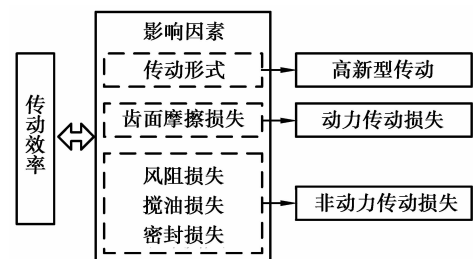 影响因素
传动形式
高新型传动
传动效率
齿面摩擦损失
动力传动损失
风阻损失
搅油损失
密封损失
非动力传动损失